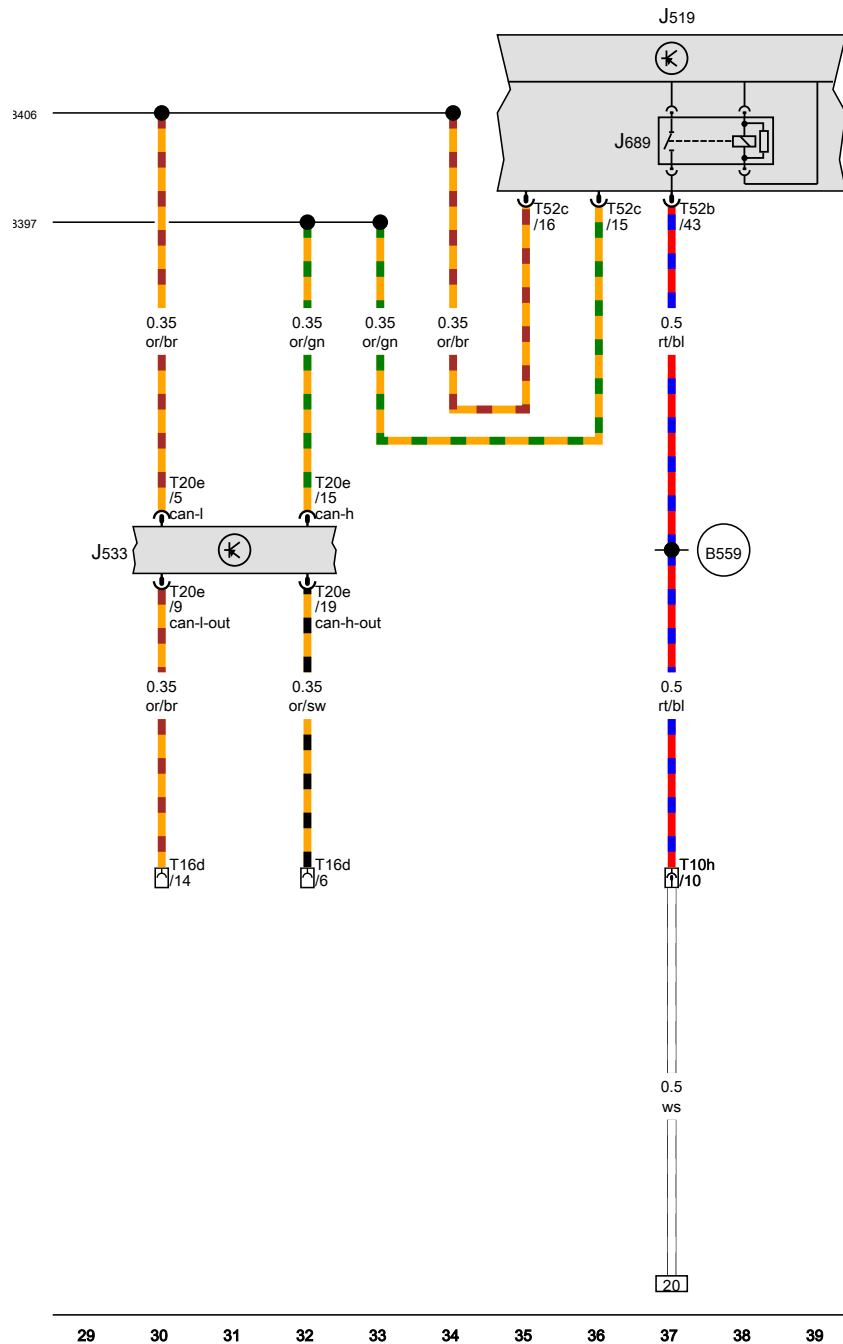 J519
3406
J689
3397
T52c
/16
T52c
/15
T52b
/43
0.35
or/br
0.35
or/gn
0.35
or/gn
0.35
or/br
0.5
rt/bl
T20e
/5
can-l
T20e
/15
can-h
J533
B559
T20e
/9
can-l-out
T20e
/19
can-h-out
0.35
or/br
0.35
or/sw
0.5
rt/bl
T16d
/14
T16d
/6
T10h
/10
0.5
ws
20
29 30 31 32 33 34 35 36 37 38 39